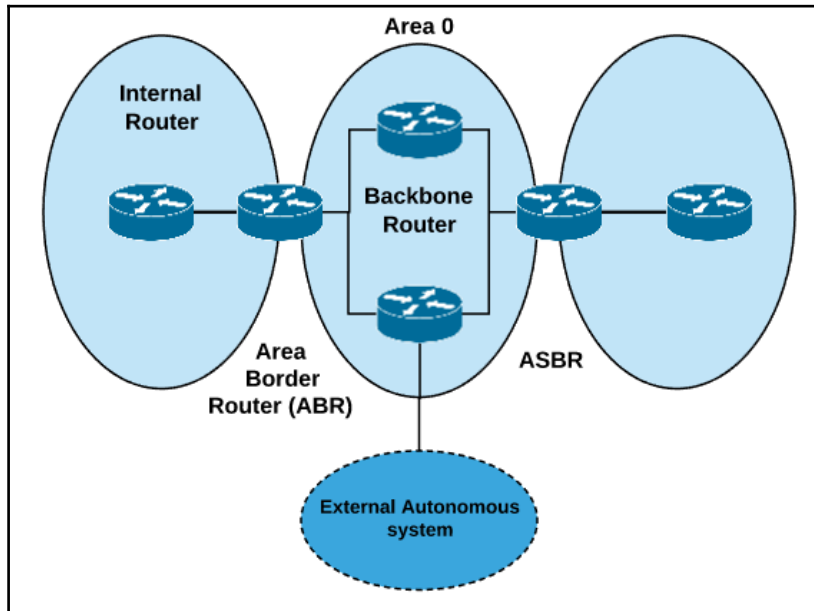 Area 0
Internal
Router
Backbone
Router
Area
Border
Router (ABR)
ASBR
External Autonomous
system